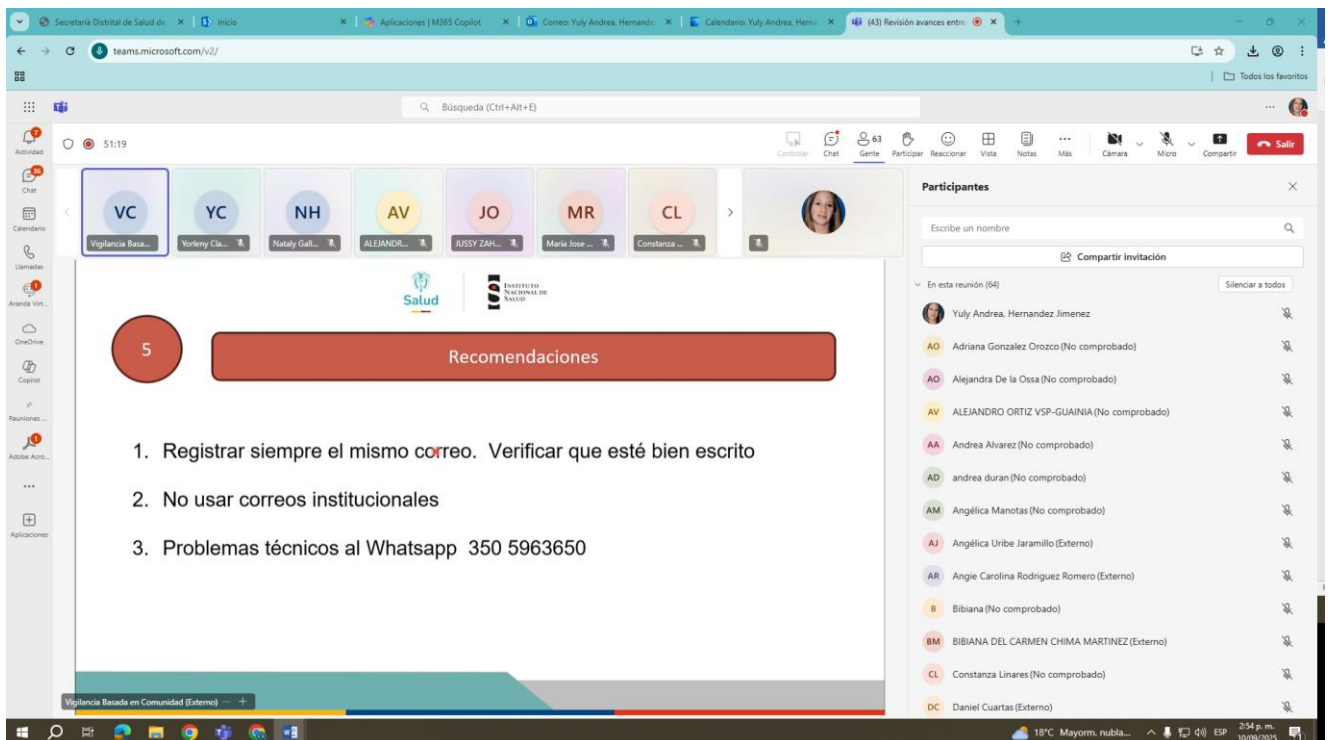 Secretaría Distrital de Salud de
Inicio
Aplicaciones | M365 Copilot
Correo: Yuly Andrea, Hernande
Calendario: Yuly Andrea, Herna
(43) Revisión avances entre
teams.microsoft.com/v2/
Todos los favoritos
Búsqueda (Ctrl+Alt+E)
Actividad
7
51:19
Controlar
Chat
63
Gente
Participar
Reaccionar
Vista
Notas
Más
Cámara
Micro
Compartir
Salir
Chat
Calendario
Llamadas
Aranda Virt...
OneDrive
Copilot
Reuniones ...
Adobe Acro...
Aplicaciones
VC
Vigilancia Basa...
YC
Yorleny Cla...
NH
Nataly Gall...
AV
ALEJANDR...
JO
JUSSY ZAH...
MR
Maria Jose ...
CL
Constanza ...
Salud
INSTITUTO
NACIONAL DE
SALUD
5
Recomendaciones
1. Registrar siempre el mismo correo. Verificar que esté bien escrito
2. No usar correos institucionales
3. Problemas técnicos al Whatsapp 350 5963650
Vigilancia Basada en Comunidad (Externo)
Participantes
Escribe un nombre
Compartir invitación
En esta reunión (64)
Silenciar a todos
Yuly Andrea, Hernandez Jimenez
AO Adriana Gonzalez Orozco (No comprobado)
AO Alejandra De la Ossa (No comprobado)
AV ALEJANDRO ORTIZ VSP-GUAINIA (No comprobado)
AA Andrea Alvarez (No comprobado)
AD andrea duran (No comprobado)
AM Angélica Manotas (No comprobado)
AJ Angélica Uribe Jaramillo (Externo)
AR Angie Carolina Rodriguez Romero (Externo)
B Bibiana (No comprobado)
BM BIBIANA DEL CARMEN CHIMA MARTINEZ (Externo)
CL Constanza Linares (No comprobado)
DC Daniel Cuartas (Externo)
18°C Mayorm. nubla...
ESP
2:54 p. m.
10/09/2025